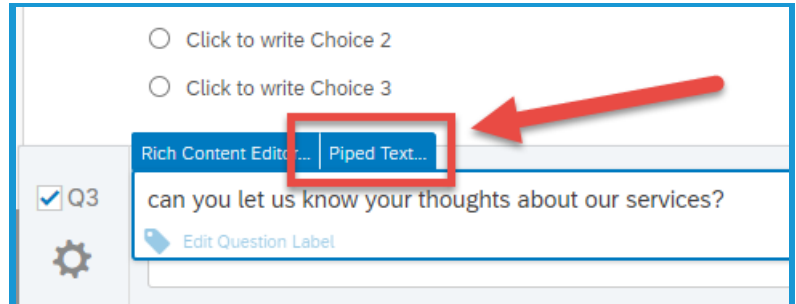 Click to write Choice 2
Click to write Choice 3
Rich Content Editor... Piped Text...
Q3
can you let us know your thoughts about our services?
Edit Question Label